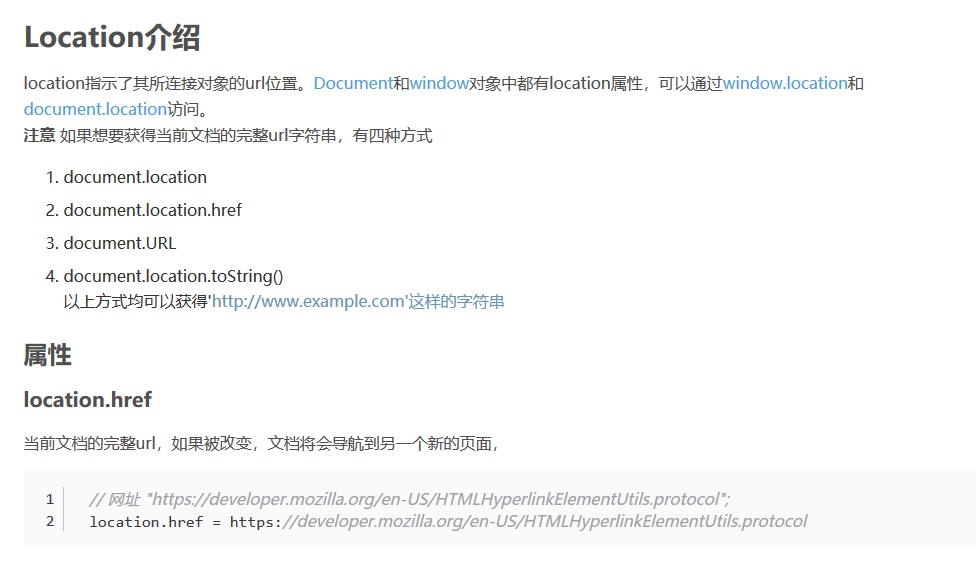 Location介绍
location指示了其所连接对象的url位置。Document和window对象中都有location属性，可以通过window.location和
document.location访问。
注意 如果想要获得当前文档的完整url字符串，有四种方式
1. document.location
2. document.location.href
3. document.URL
4. document.location.toString()
以上方式均可以获得'http://www.example.com'这样的字符串
属性
location.href
当前文档的完整url，如果被改变，文档将会导航到另一个新的页面，
1 // 网址 "https://developer.mozilla.org/en-US/HTMLHyperlinkElementUtils.protocol";
2 location.href = https://developer.mozilla.org/en-US/HTMLHyperlinkElementUtils.protocol